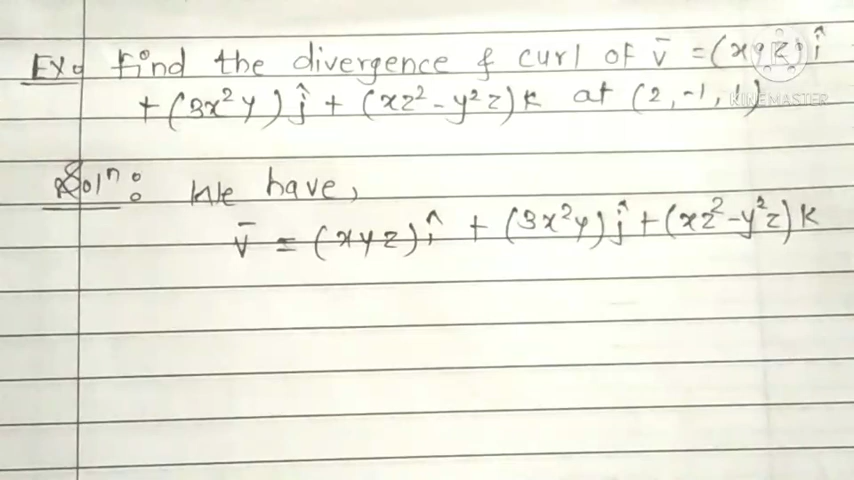 Ex. Find the divergence & curl of v̄ = (xyz) î
+ (3x²y) ĵ + (xz² - y²z) k at (2, -1, 1)
KINEMASTER
Solⁿ: We have,
v̄ = (xyz) î + (3x²y) ĵ + (xz² - y²z) k